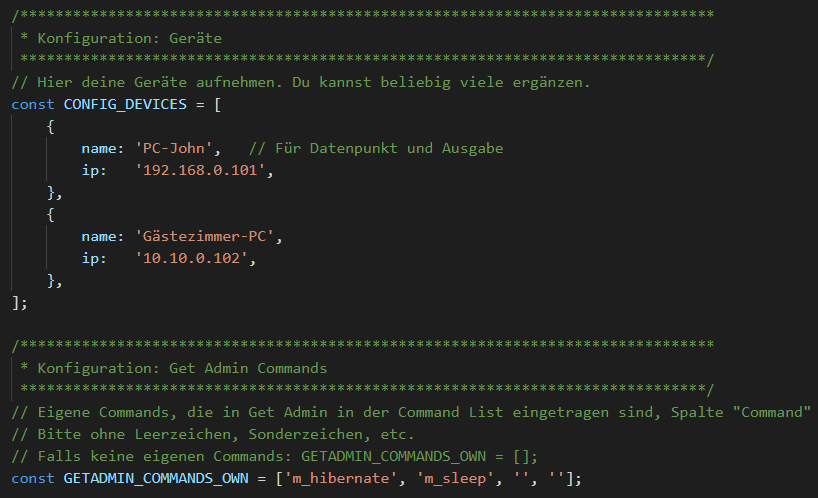 /*******************************************************************************
 * Konfiguration: Geräte
 ******************************************************************************/
// Hier deine Geräte aufnehmen. Du kannst beliebig viele ergänzen.
const CONFIG_DEVICES = [
    {
        name: 'PC-John',   // Für Datenpunkt und Ausgabe
        ip:   '192.168.0.101',
    },
    {
        name: 'Gästezimmer-PC',
        ip:   '10.10.0.102',
    },
];

/*******************************************************************************
 * Konfiguration: Get Admin Commands
 ******************************************************************************/
// Eigene Commands, die in Get Admin in der Command List eingetragen sind, Spalte "Command"
// Bitte ohne Leerzeichen, Sonderzeichen, etc.
// Falls keine eigenen Commands: GETADMIN_COMMANDS_OWN = [];
const GETADMIN_COMMANDS_OWN = ['m_hibernate', 'm_sleep', '', ''];